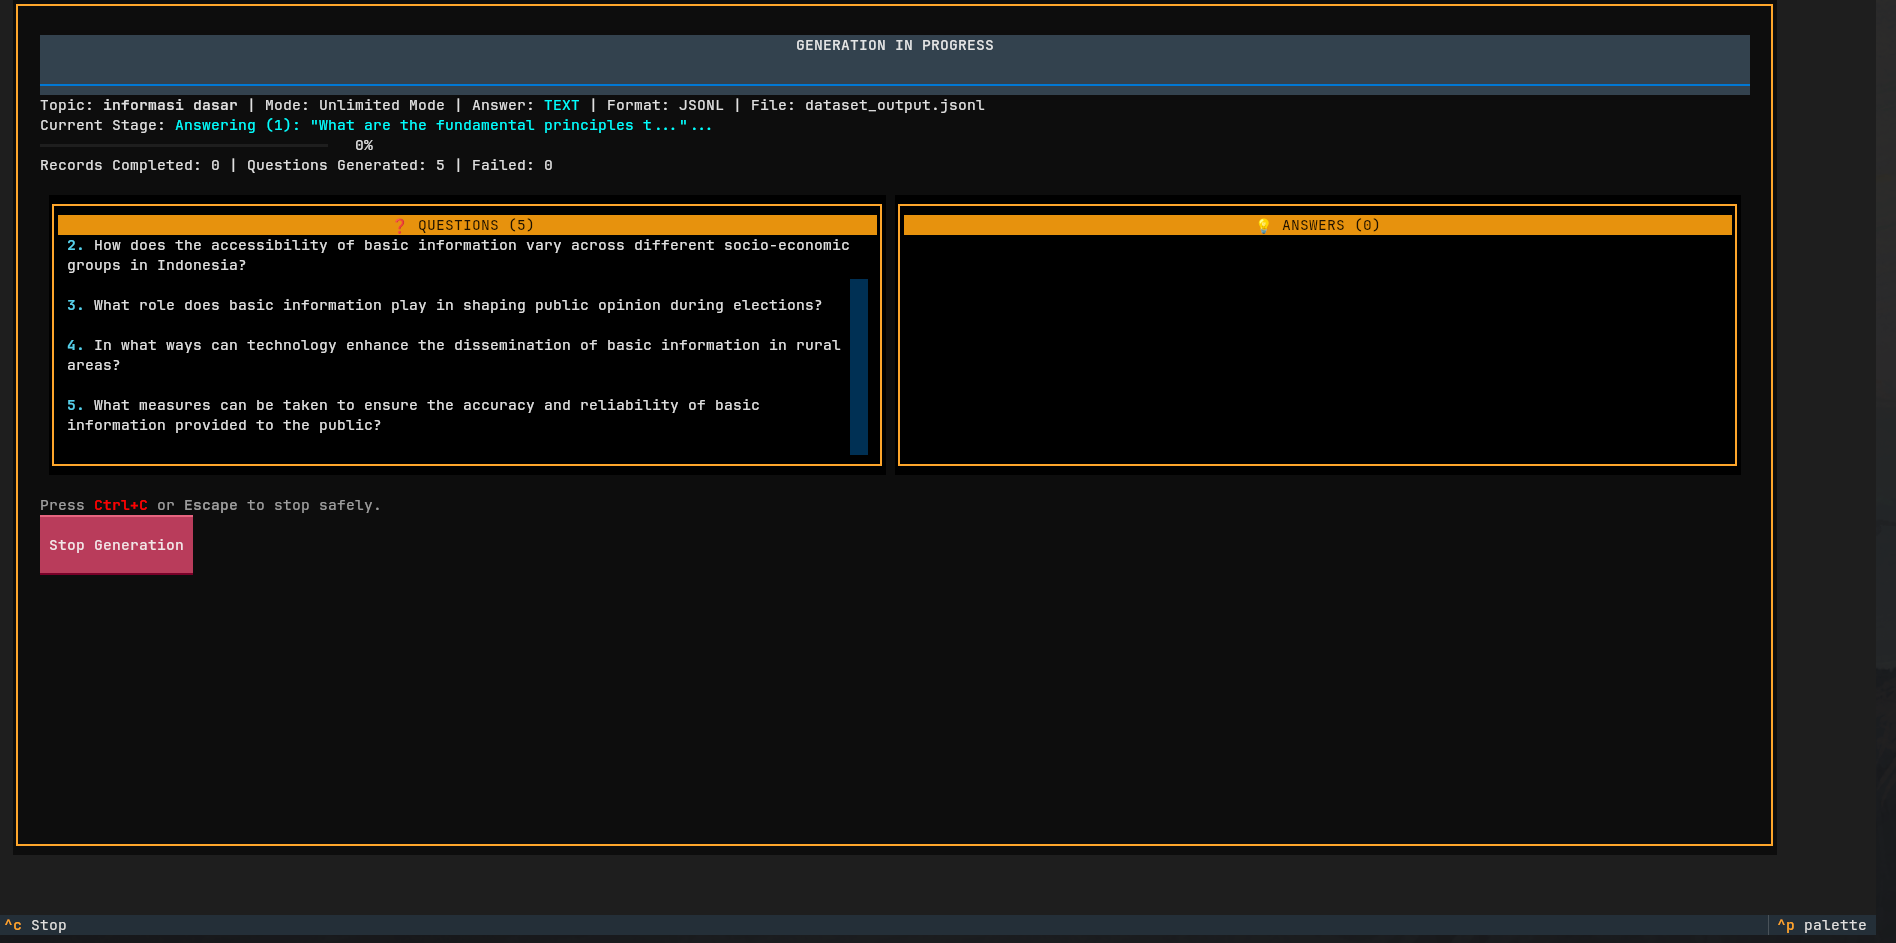 GENERATION IN PROGRESS
Topic: informasi dasar | Mode: Unlimited Mode | Answer: TEXT | Format: JSONL | File: dataset_output.jsonl
Current Stage: Answering (1): "What are the fundamental principles t..."...
0%
Records Completed: 0 | Questions Generated: 5 | Failed: 0
❓ QUESTIONS (5)
2. How does the accessibility of basic information vary across different socio-economic
groups in Indonesia?
3. What role does basic information play in shaping public opinion during elections?
4. In what ways can technology enhance the dissemination of basic information in rural
areas?
5. What measures can be taken to ensure the accuracy and reliability of basic
information provided to the public?
💡 ANSWERS (0)
Press Ctrl+C or Escape to stop safely.
Stop Generation
^c Stop
^p palette